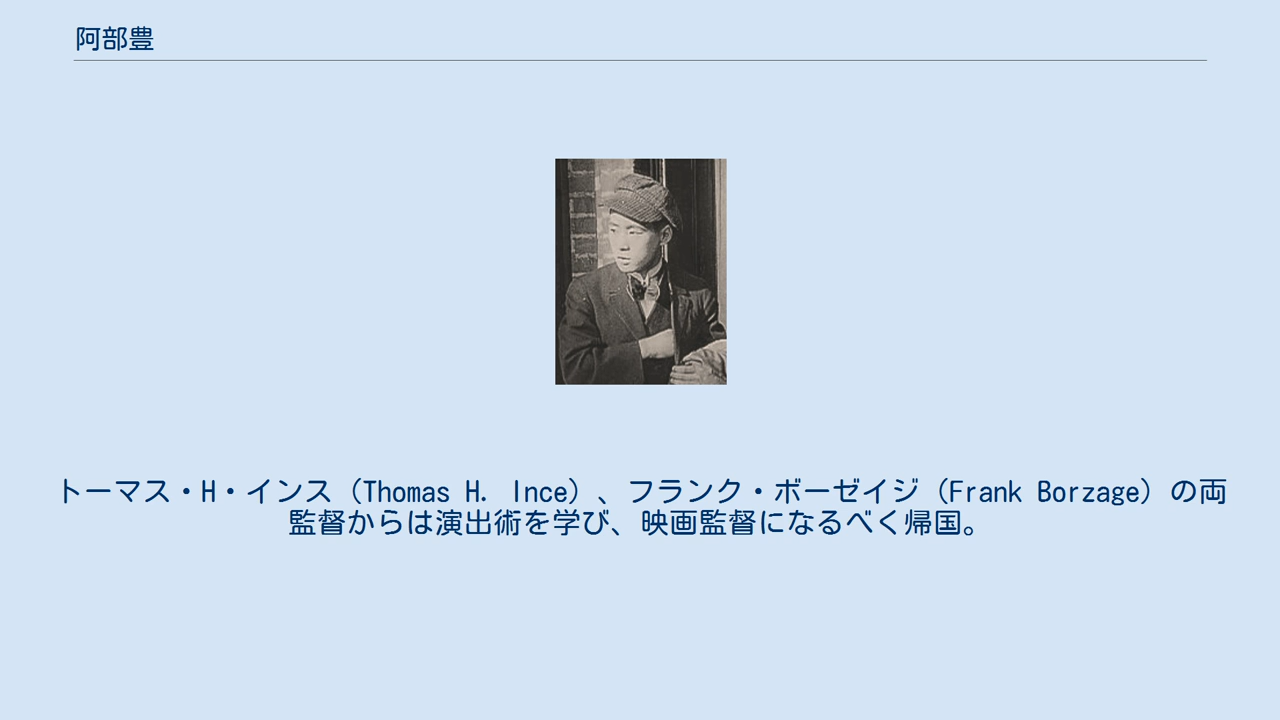 阿部豊
トーマス・H・インス（Thomas H. Ince）、フランク・ボーゼイジ（Frank Borzage）の両
監督からは演出術を学び、映画監督になるべく帰国。